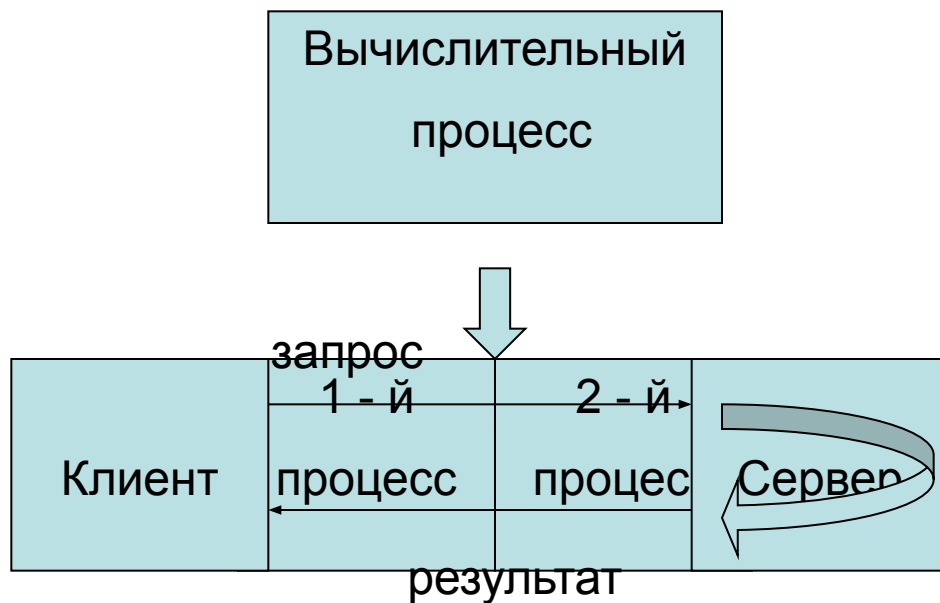 Вычислительный
процесс
запрос
1 - й 2 - й
Клиент процесс процес Сервер
результат